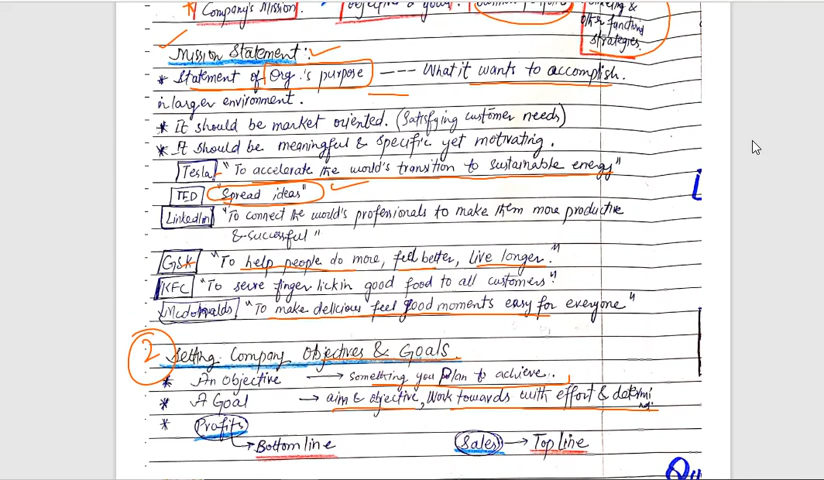 Company's Mission
other functional
strategies.
Mission Statement:
* Statement of Org.'s purpose ---- What it wants to accomplish.
in larger environment.
* It should be market oriented. (Satisfying customer needs)
* It should be meaningful & specific yet motivating.
Tesla "To accelerate the world's transition to sustainable energy"
TED "Spread ideas"
LinkedIn "To connect the world's professionals to make them more productive
& successful"
GSK "To help people do more, feel better, live longer."
KFC "To serve finger lickin good food to all customers."
Mcdonalds "To make delicious feel good moments easy for everyone"
2 Setting Company Objectives & Goals
* An Objective → something you plan to achieve..
* A Goal → aim & objective, work towards with effort &
* Profits
Bottom line Sales → Top line